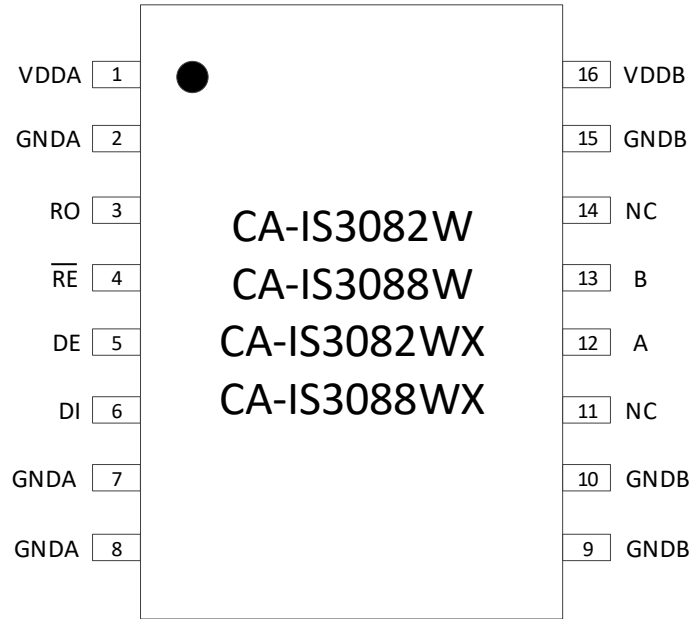 VDDA 1 16 VDDB
GNDA 2 15 GNDB
RO 3 14 NC
CA-IS3082W
R̅E̅ 4 13 B
CA-IS3088W
DE 5 12 A
CA-IS3082WX
DI 6 11 NC
CA-IS3088WX
GNDA 7 10 GNDB
GNDA 8 9 GNDB